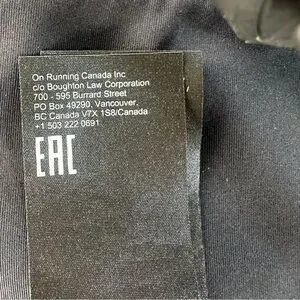 On Running Canada Inc
c/o Boughton Law Corporation
700 - 595 Burrard Street
PO Box 49290, Vancouver,
BC Canada V7X 1S8/Canada
+1 503 222 0691
EAC